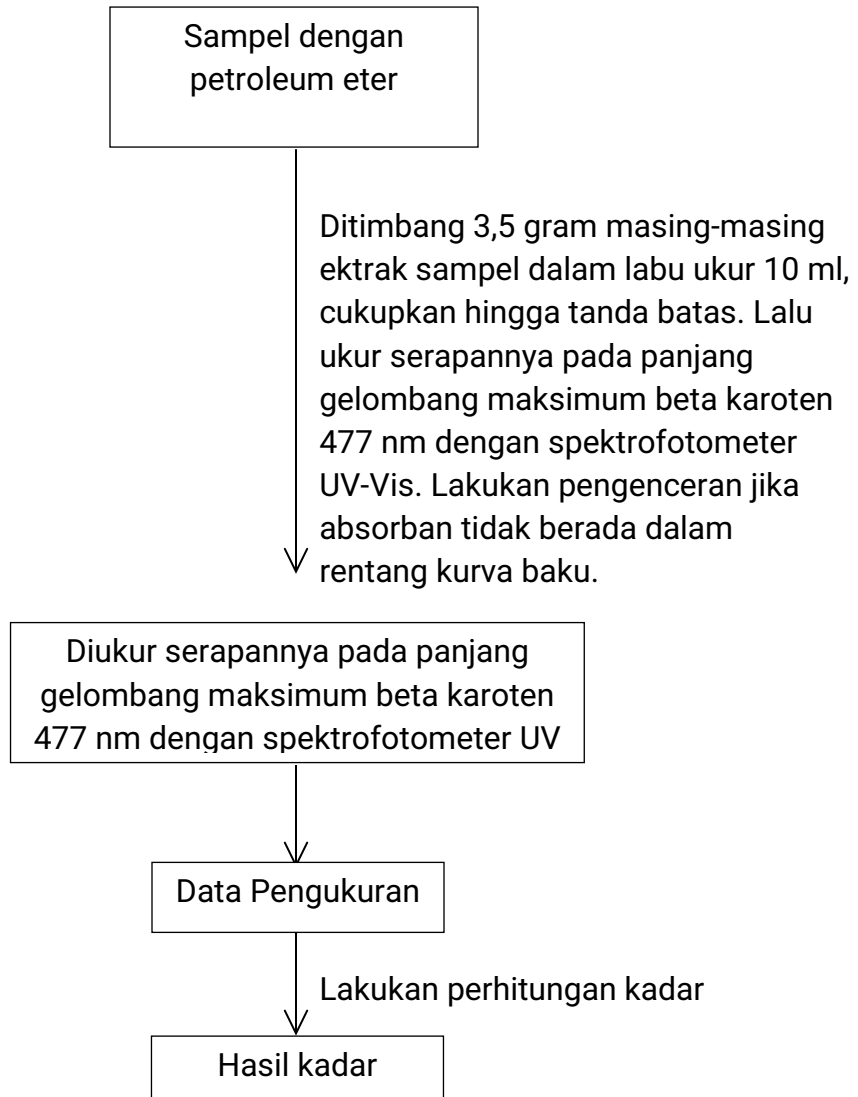 Sampel dengan
petroleum eter
Ditimbang 3,5 gram masing-masing
ektrak sampel dalam labu ukur 10 ml,
cukupkan hingga tanda batas. Lalu
ukur serapannya pada panjang
gelombang maksimum beta karoten
477 nm dengan spektrofotometer
UV-Vis. Lakukan pengenceran jika
absorban tidak berada dalam
rentang kurva baku.
Diukur serapannya pada panjang
gelombang maksimum beta karoten
477 nm dengan spektrofotometer UV
Data Pengukuran
Lakukan perhitungan kadar
Hasil kadar